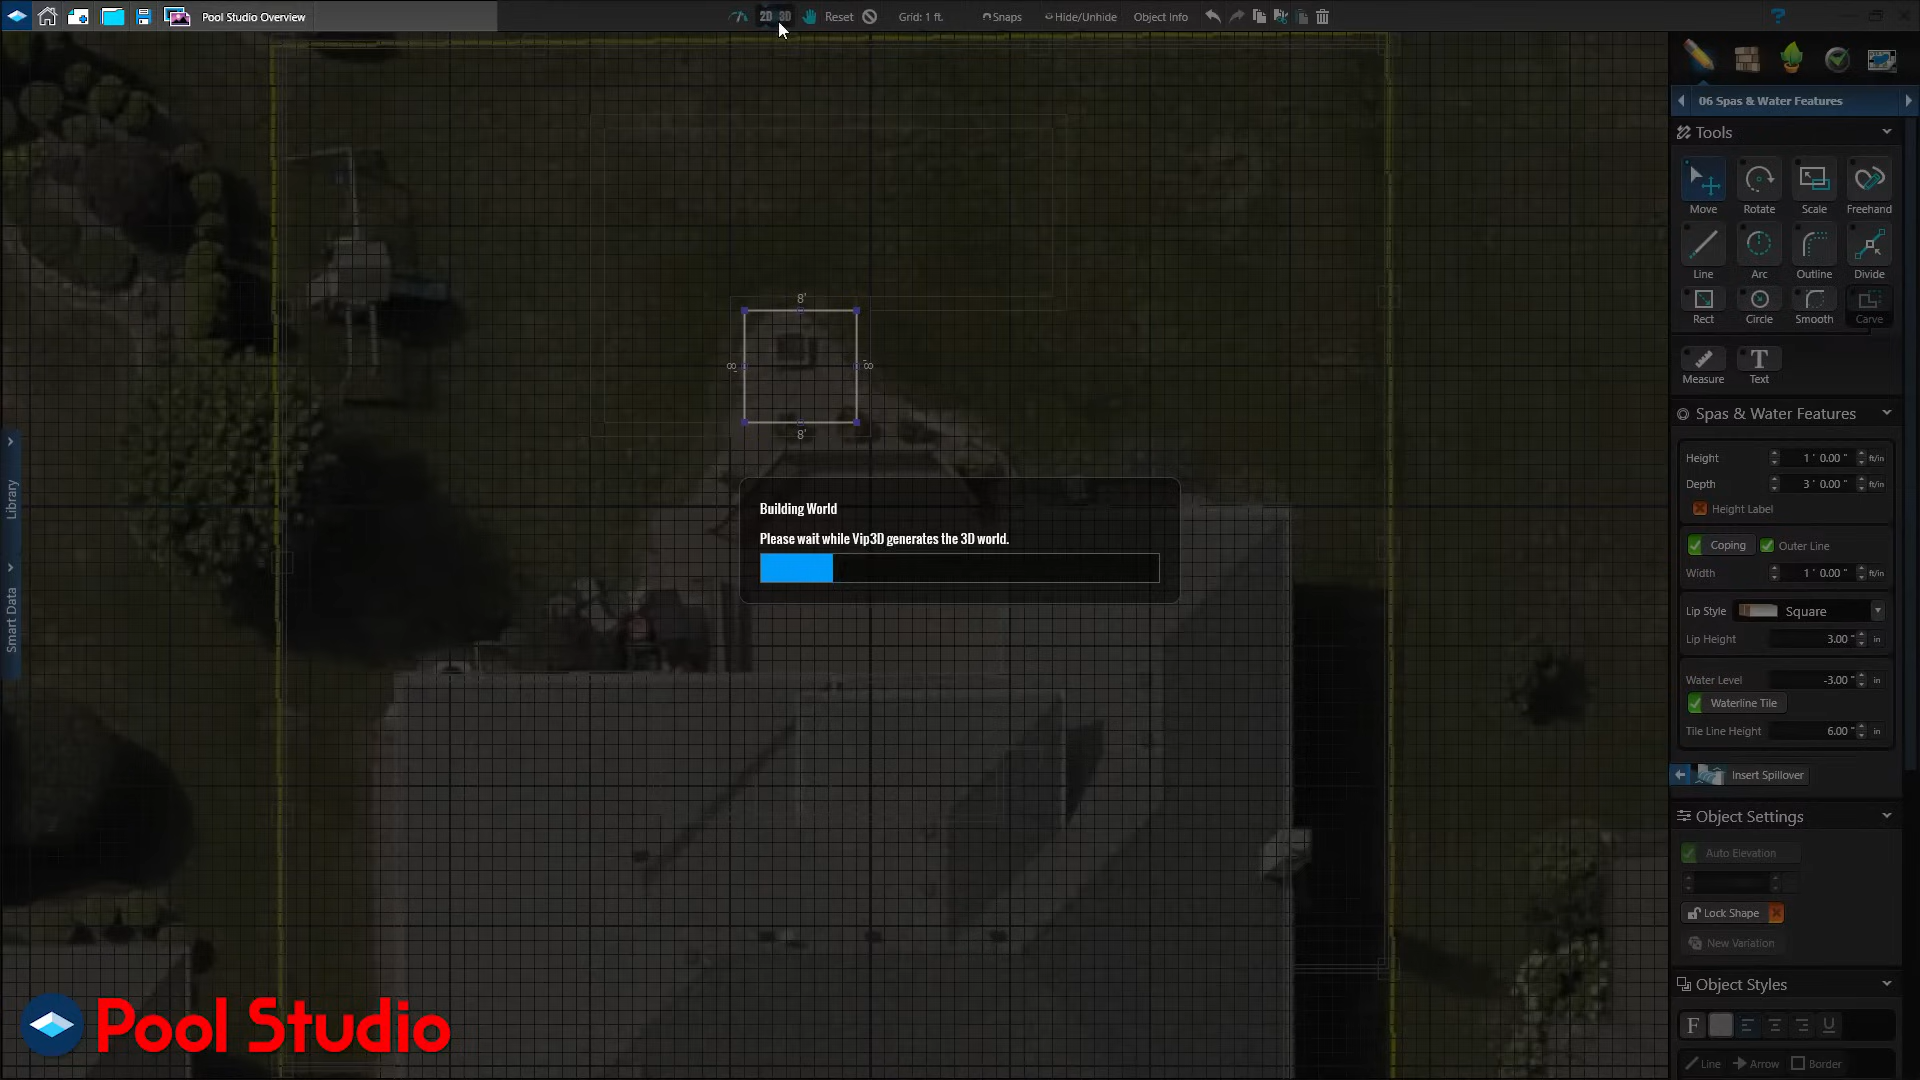 Pool Studio Overview
2D 3D
Reset
Grid: 1 ft.
Snaps
Hide/Unhide
Object Info
?
06 Spas & Water Features
Tools
Move
Rotate
Scale
Freehand
Line
Arc
Outline
Divide
Rect
Circle
Smooth
Carve
Measure
Text
Spas & Water Features
Height 1 ' 0.00 " ft/in
Depth 3 ' 0.00 " ft/in
Height Label
Coping
Outer Line
Width 1 ' 0.00 " ft/in
Lip Style Square
Lip Height 3.00 " in
Water Level -3.00 " in
Waterline Tile
Tile Line Height 6.00 " in
Insert Spillover
Object Settings
Auto Elevation
Lock Shape
New Variation
Object Styles
F
U
Line
Arrow
Border
Library
Smart Data
8'
8'
8'
8'
Building World
Please wait while Vip3D generates the 3D world.
Pool Studio